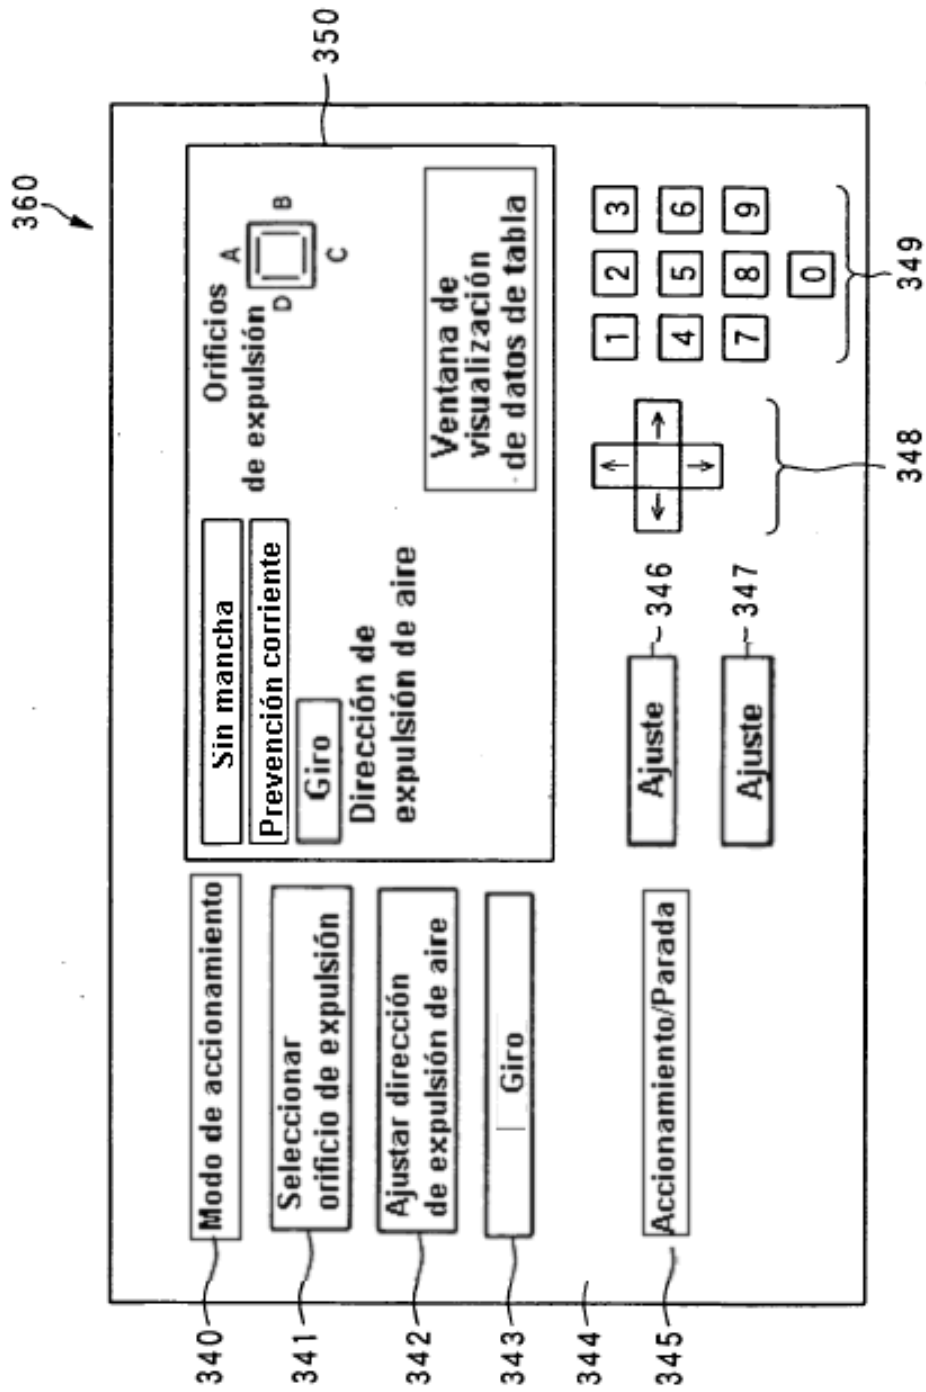 360
350
340
Modo de accionamiento
341
Seleccionar
orificio de expulsión
342
Ajustar dirección
de expulsión de aire
343
Giro
344
345
Accionamiento/Parada
Sin mancha
Prevención corriente
Giro
Dirección de
expulsión de aire
Orificios
de expulsión
A
B
C
D
Ventana de
visualización
de datos de tabla
Ajuste
346
Ajuste
347
↑
← →
↓
348
1 2 3
4 5 6
7 8 9
0
349